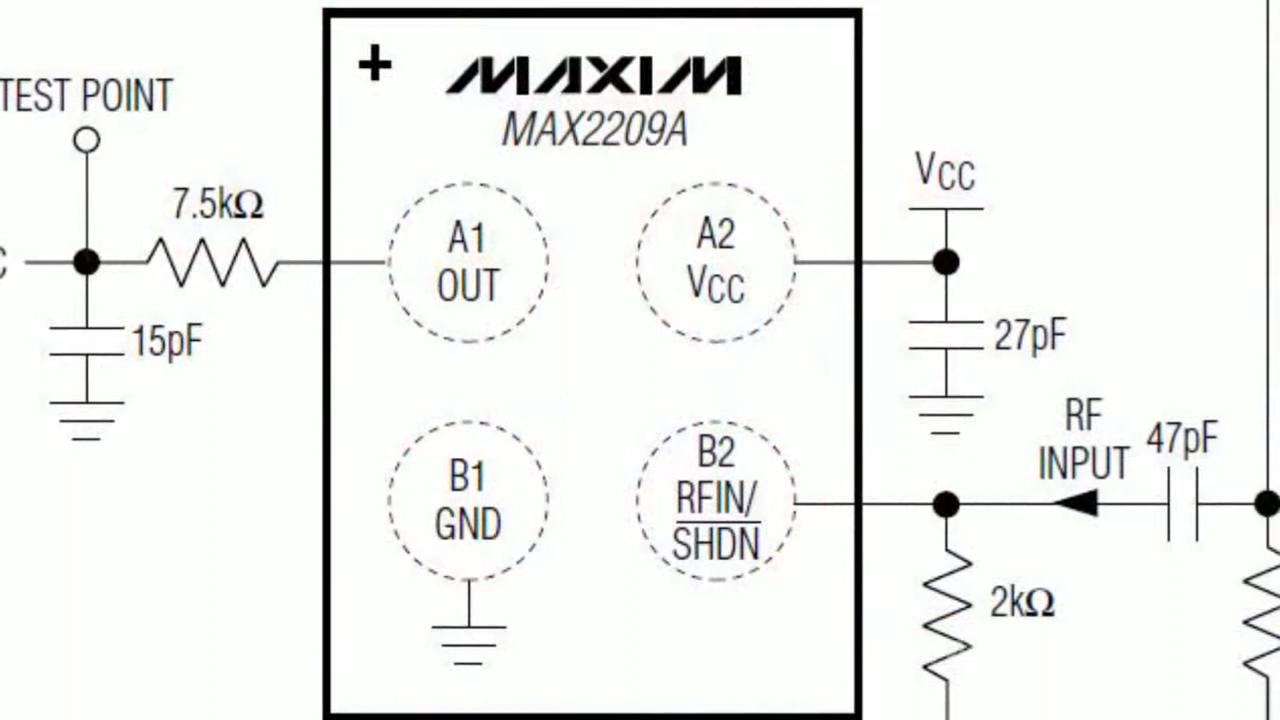 TEST POINT
7.5kΩ
15pF
+
MAXIM
MAX2209A
A1
OUT
A2
VCC
B1
GND
B2
RFIN/
SHDN
VCC
27pF
RF
INPUT
47pF
2kΩ